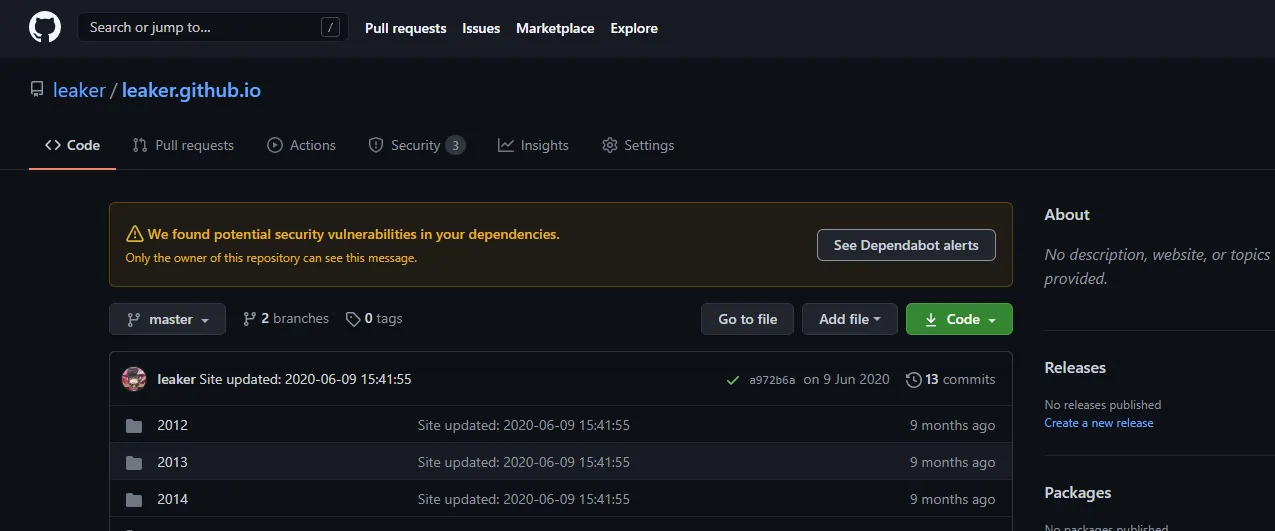 Search or jump to... / Pull requests Issues Marketplace Explore
leaker / leaker.github.io
<> Code Pull requests Actions Security 3 Insights Settings
We found potential security vulnerabilities in your dependencies.
Only the owner of this repository can see this message.
See Dependabot alerts
master 2 branches 0 tags Go to file Add file Code
leaker Site updated: 2020-06-09 15:41:55 a972b6a on 9 Jun 2020 13 commits
2012 Site updated: 2020-06-09 15:41:55 9 months ago
2013 Site updated: 2020-06-09 15:41:55 9 months ago
2014 Site updated: 2020-06-09 15:41:55 9 months ago
About
No description, website, or topics
provided.
Releases
No releases published
Create a new release
Packages
No packages published